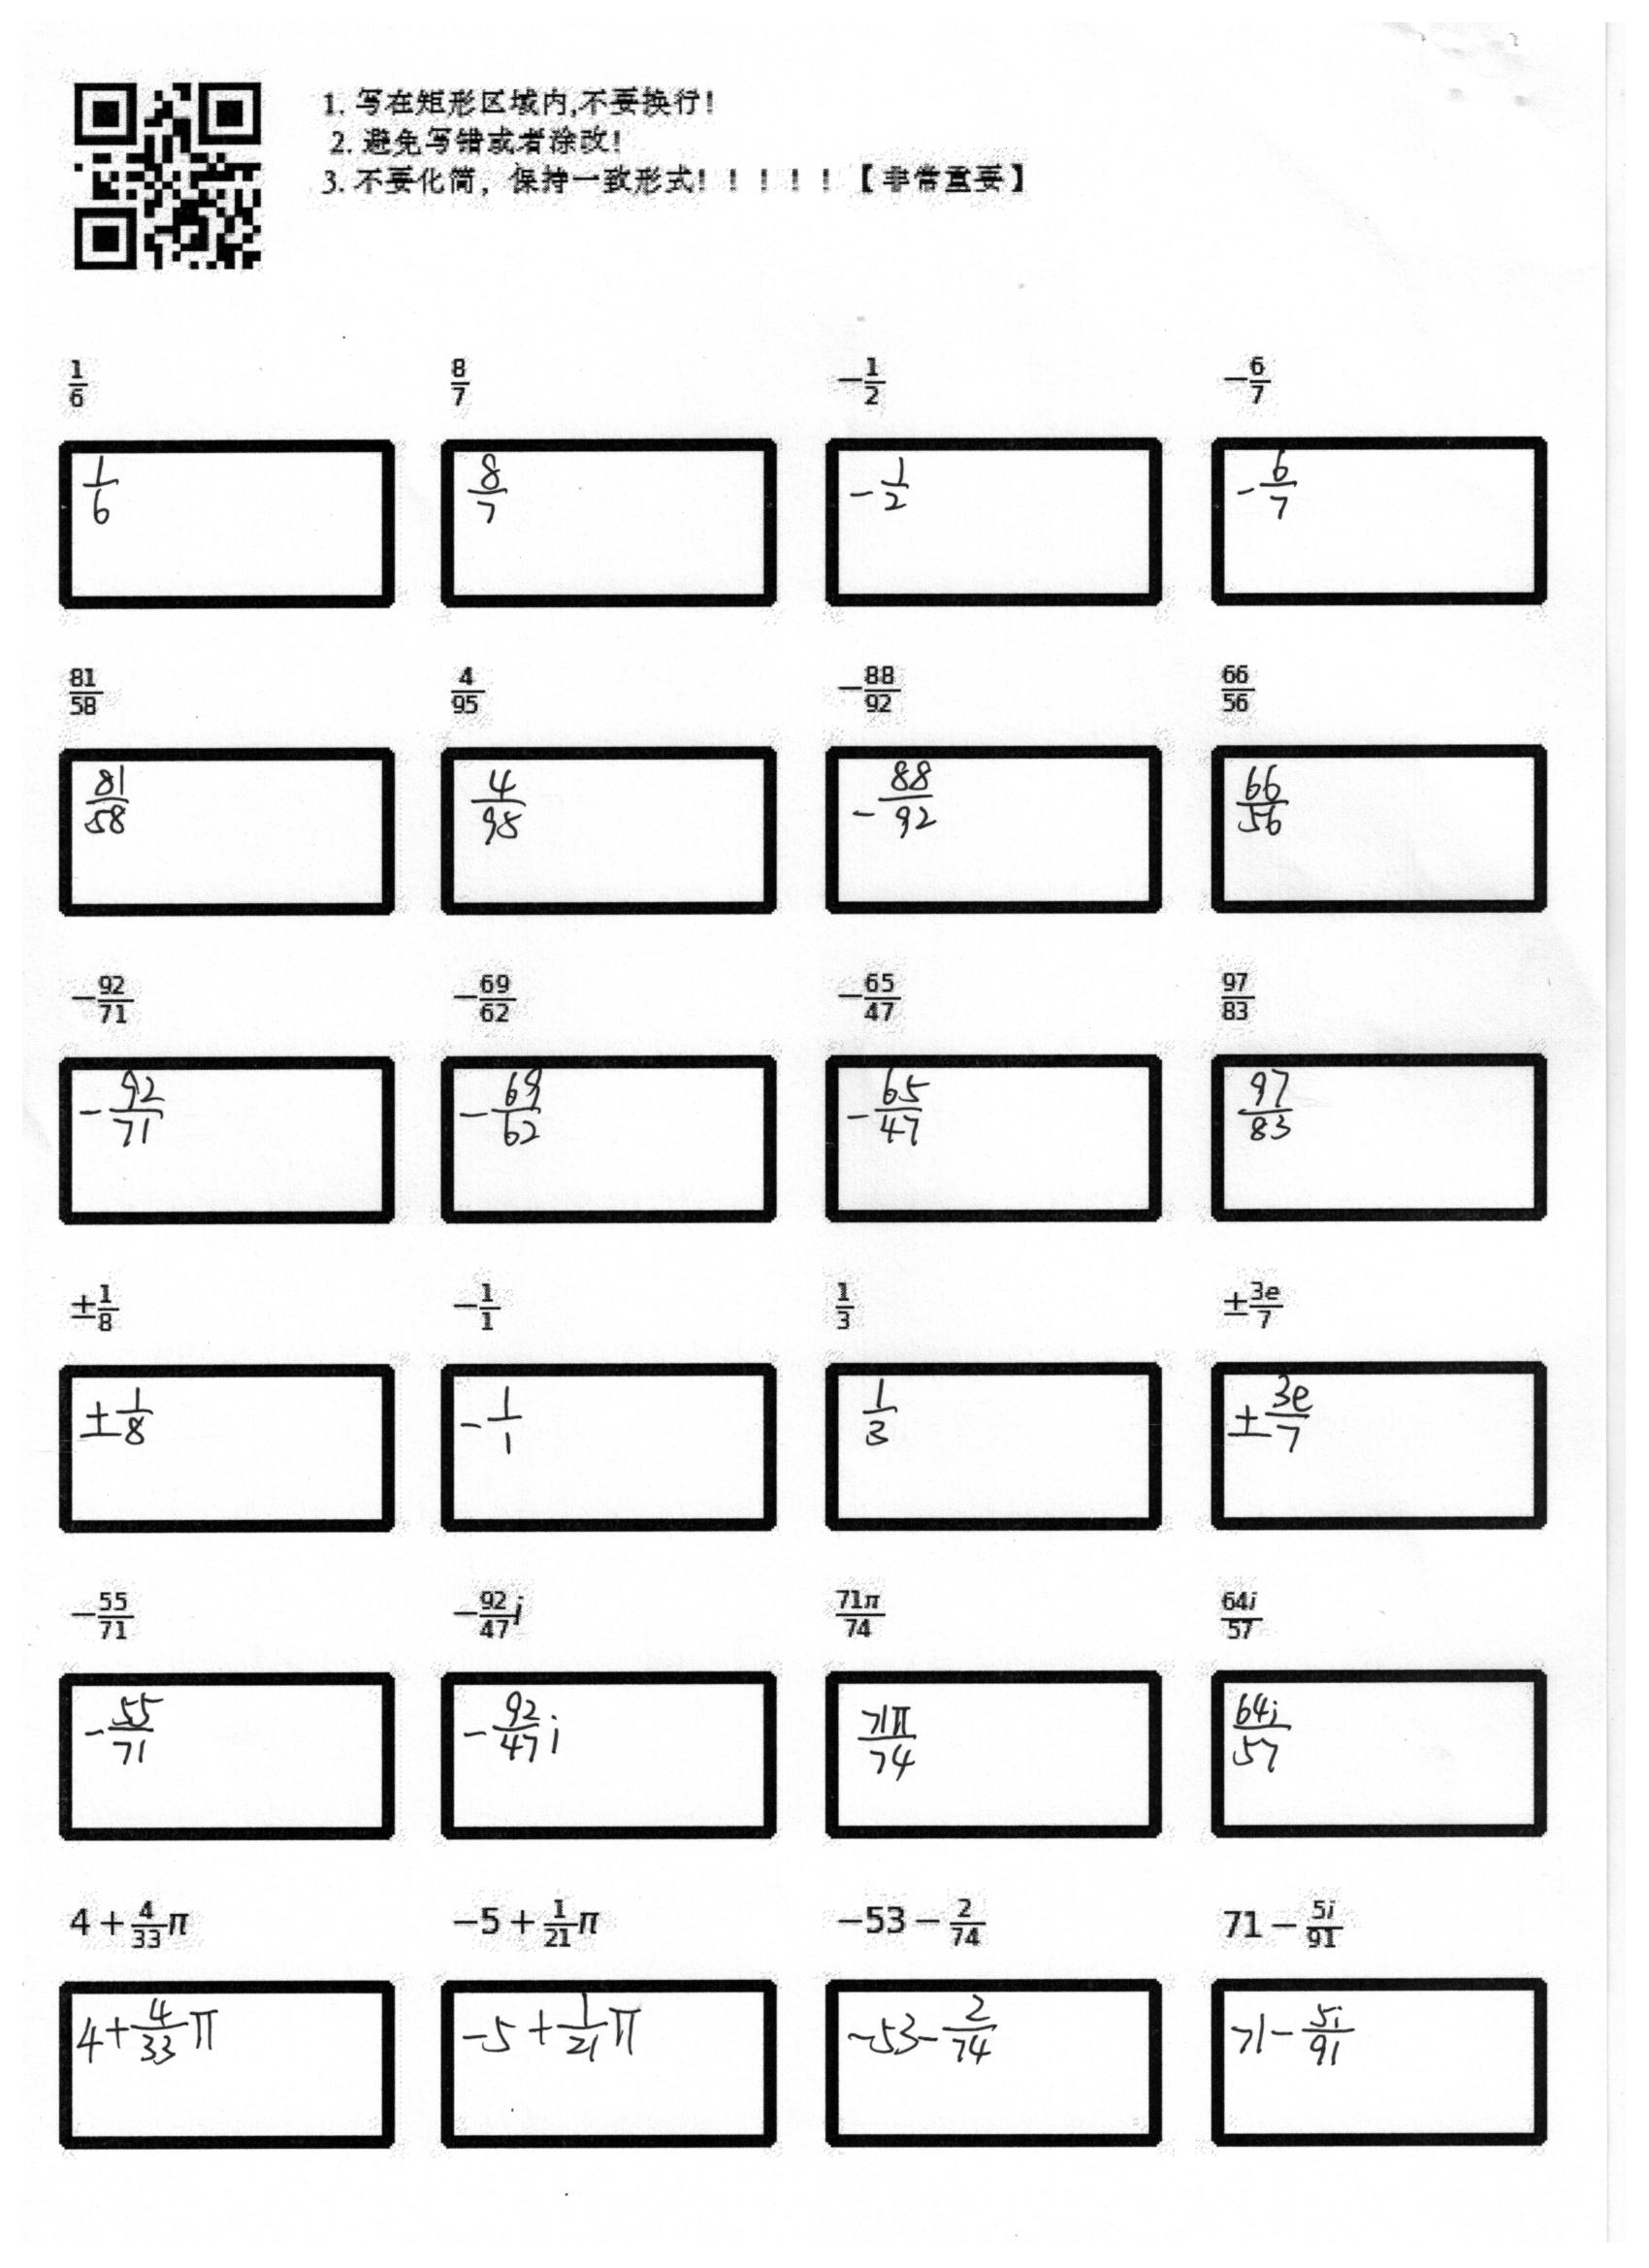 1. 写在矩形区域内,不要换行!
2. 避免写错或者涂改!
3. 不要化简，保持一致形式! ! ! ! !【非常重要】
1/6 8/7 -1/2 -6/7
1/6 8/7 -1/2 -6/7
81/58 4/95 -88/92 66/56
81/58 4/95 -88/92 66/56
-92/71 -69/62 -65/47 97/83
-92/71 -69/62 -65/47 97/83
±1/8 -1/1 1/3 ±3e/7
±1/8 -1/1 1/3 ±3e/7
-55/71 -92/47 i 71π/74 64i/57
-55/71 -92/47 i 71π/74 64i/57
4+4/33 π -5+1/21 π -53-2/74 71-5i/91
4+4/33 π -5+1/21 π -53-2/74 71-5i/91